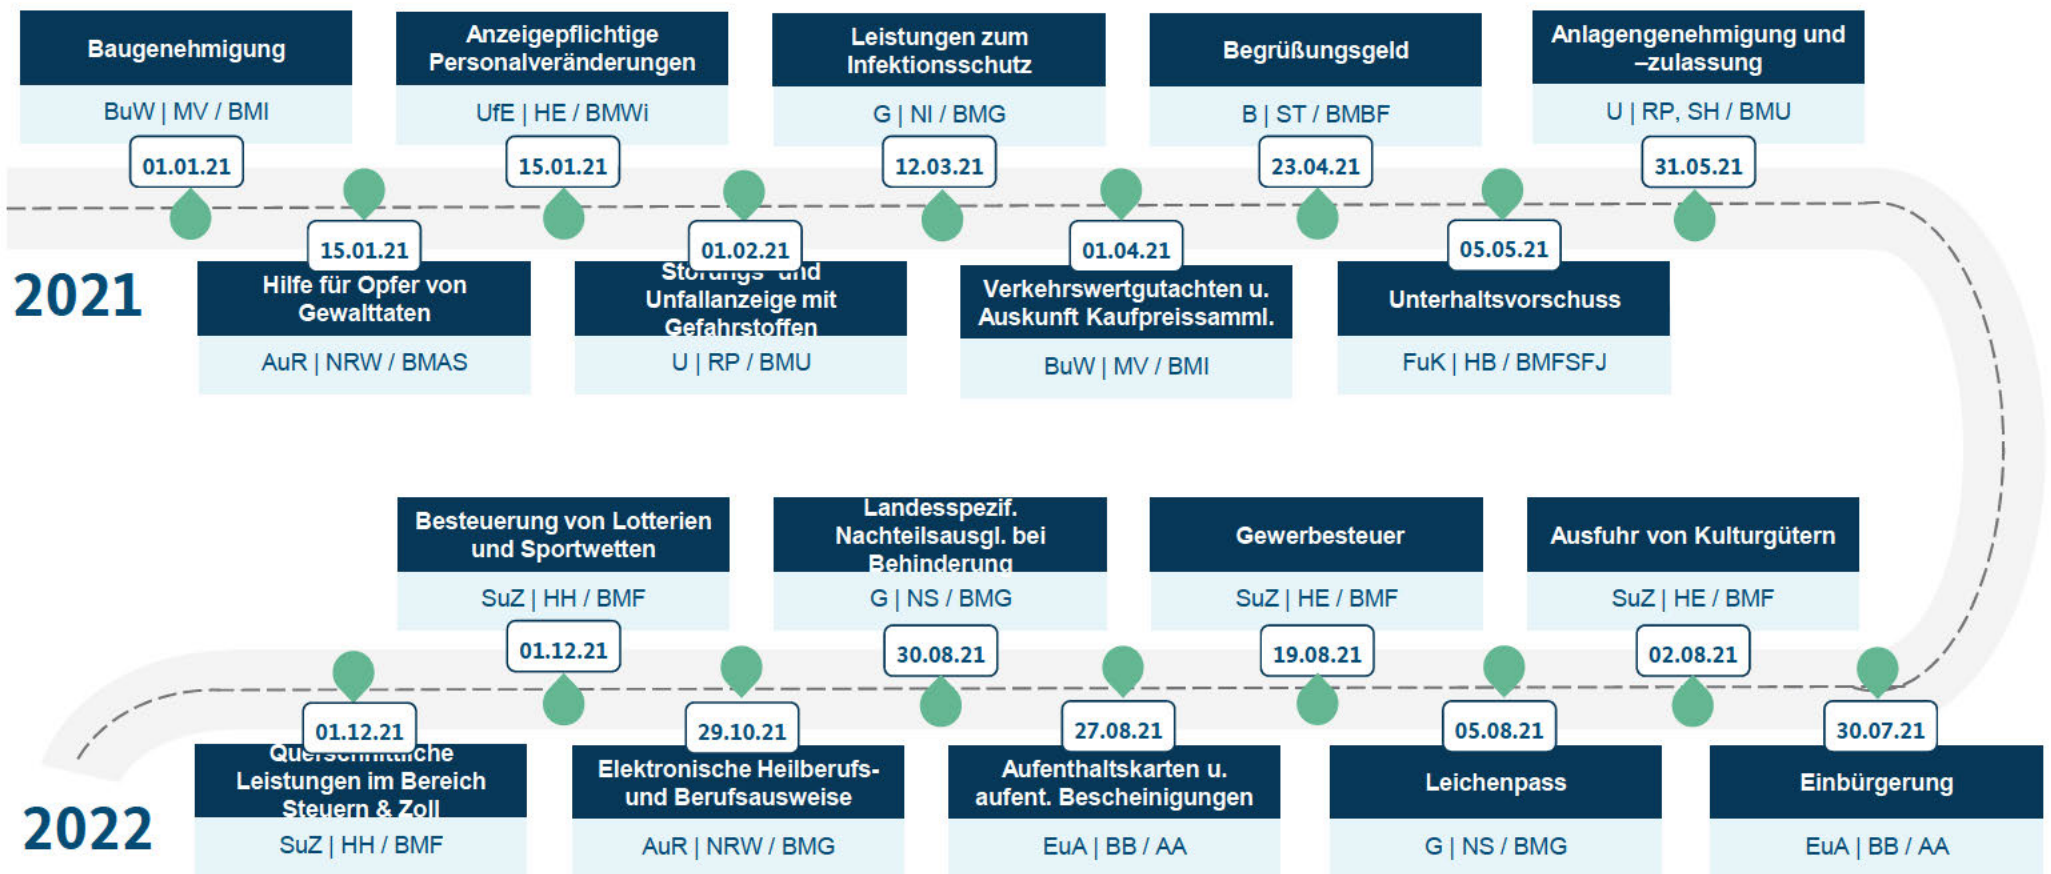 Baugenehmigung
BuW | MV / BMI
01.01.21
Anzeigepflichtige
Personalveränderungen
UfE | HE / BMWi
15.01.21
Leistungen zum
Infektionsschutz
G | NI / BMG
12.03.21
Begrüßungsgeld
B | ST / BMBF
23.04.21
Anlagengenehmigung und
–zulassung
U | RP, SH / BMU
31.05.21
2021
15.01.21
Hilfe für Opfer von
Gewalttaten
AuR | NRW / BMAS
01.02.21
Störungs- und
Unfallanzeige mit
Gefahrstoffen
U | RP / BMU
01.04.21
Verkehrswertgutachten u.
Auskunft Kaufpreissamml.
BuW | MV / BMI
05.05.21
Unterhaltsvorschuss
FuK | HB / BMFSFJ
Besteuerung von Lotterien
und Sportwetten
SuZ | HH / BMF
01.12.21
Landesspezif.
Nachteilsausgl. bei
Behinderung
G | NS / BMG
30.08.21
Gewerbesteuer
SuZ | HE / BMF
19.08.21
Ausfuhr von Kulturgütern
SuZ | HE / BMF
02.08.21
2022
01.12.21
Querschnittliche
Leistungen im Bereich
Steuern & Zoll
SuZ | HH / BMF
29.10.21
Elektronische Heilberufs-
und Berufsausweise
AuR | NRW / BMG
27.08.21
Aufenthaltskarten u.
aufent. Bescheinigungen
EuA | BB / AA
05.08.21
Leichenpass
G | NS / BMG
30.07.21
Einbürgerung
EuA | BB / AA